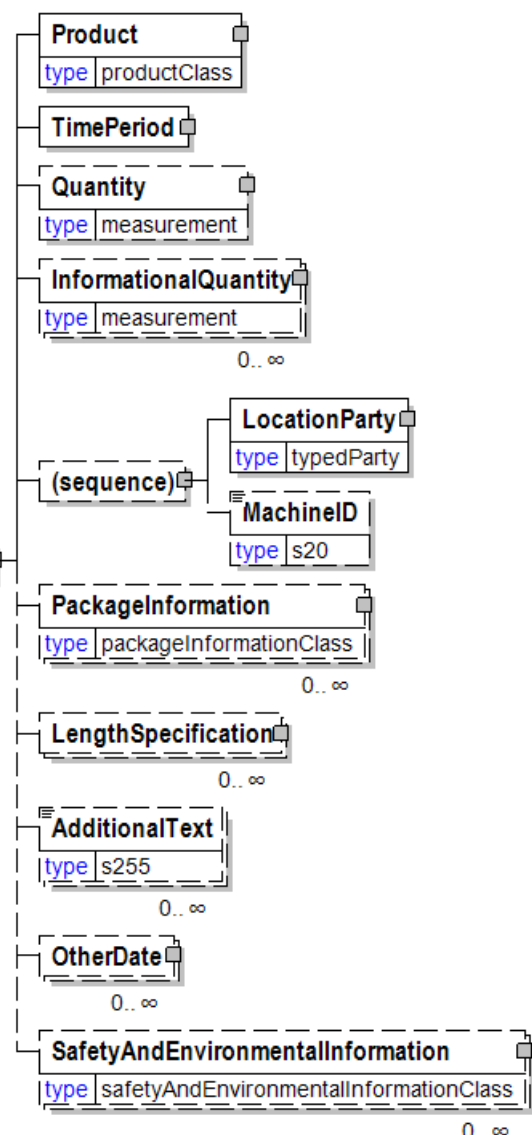 Product
type productClass
TimePeriod
Quantity
type measurement
InformationalQuantity
type measurement
0.. ∞
(sequence)
LocationParty
type typedParty
MachineID
type s20
PackageInformation
type packageInformationClass
0.. ∞
LengthSpecification
0.. ∞
AdditionalText
type s255
0.. ∞
OtherDate
0.. ∞
SafetyAndEnvironmentalInformation
type safetyAndEnvironmentalInformationClass
0.. ∞